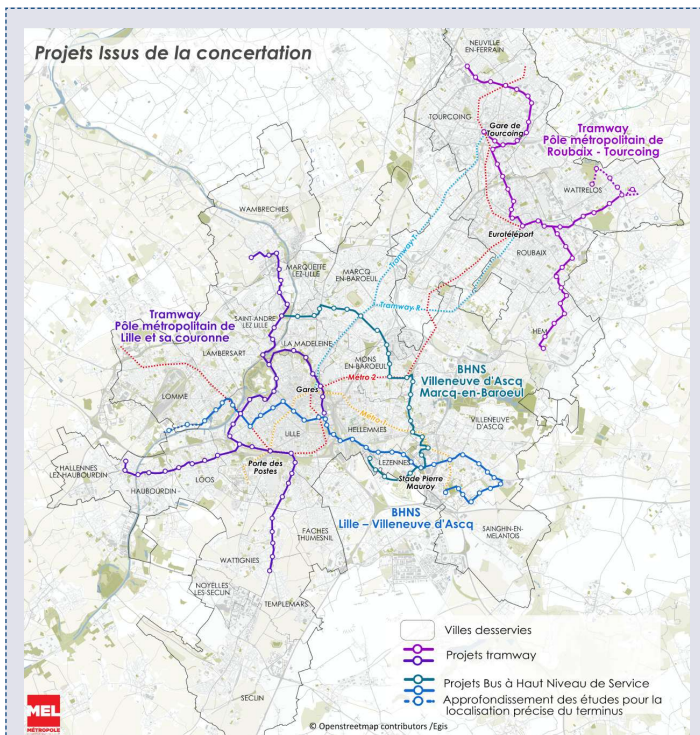 Projets Issus de la concertation
NEUVILLE
EN-FERRAIN
TOURCOING
Gare de
Tourcoing
Tramway
Pôle métropolitain de
Roubaix - Tourcoing
WATTRELOS
WAMBRECHIES
Tramway T
Eurotéléport
ROUBAIX
MARQUETTE
LEZ-LILLE
MARCQ
EN-BAROEUL
Tramway R
Tramway
Pôle métropolitain de
Lille et sa couronne
SAINT-ANDRE
LEZ LILLE
HEM
LA MADELEINE
LAMBERSART
MONS
EN-BAROEUL
BHNS
Villeneuve d'Ascq
Marcq-en-Baroeul
Métro 2
LOMME
Gares
VILLENEUVE
D'ASCQ
LILLE
HELLEMMES
HALLENNES
LEZ-HAUBOURDIN
LOOS
Porte des
Postes
LEZENNES
Stade Pierre
Mauroy
HAUBOURDIN
BHNS
Lille – Villeneuve d'Ascq
SAINGHIN-EN-
MELANTOIS
FACHES
THUMESNIL
WATTIGNIES
NOYELLES
LES-SECLIN
TEMPLEMARS
SECLIN
Villes desservies
Projets tramway
Projets Bus à Haut Niveau de Service
Approfondissement des études pour la
localisation précise du terminus
MEL
MÉTROPOLE
© Openstreetmap contributors /Egis